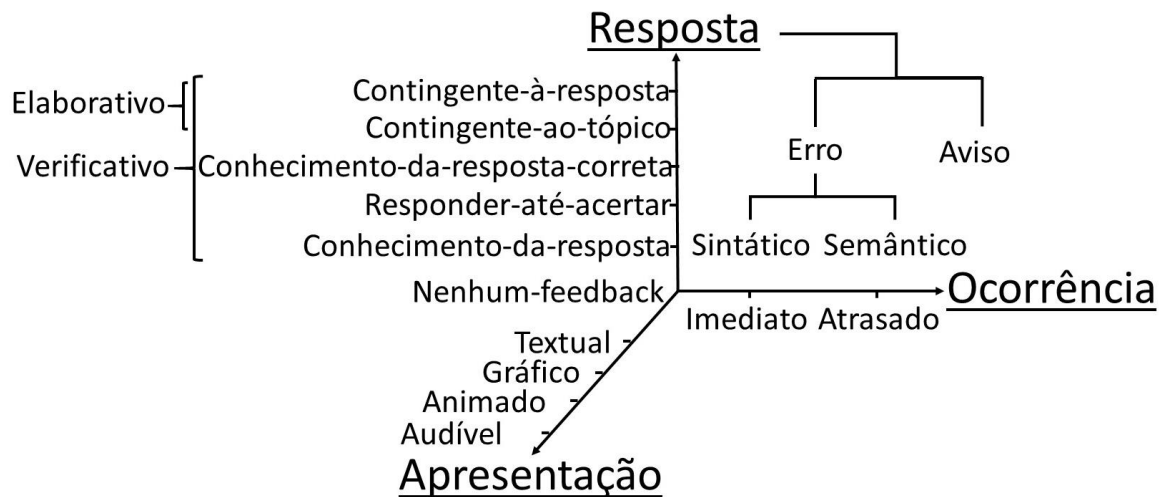 Resposta
Contingente-à-resposta
Elaborativo
Contingente-ao-tópico
Erro
Aviso
Verificativo
Conhecimento-da-resposta-correta
Responder-até-acertar
Conhecimento-da-resposta
Sintático
Semântico
Nenhum-feedback
Ocorrência
Imediato
Atrasado
Textual
Gráfico
Animado
Audível
Apresentação